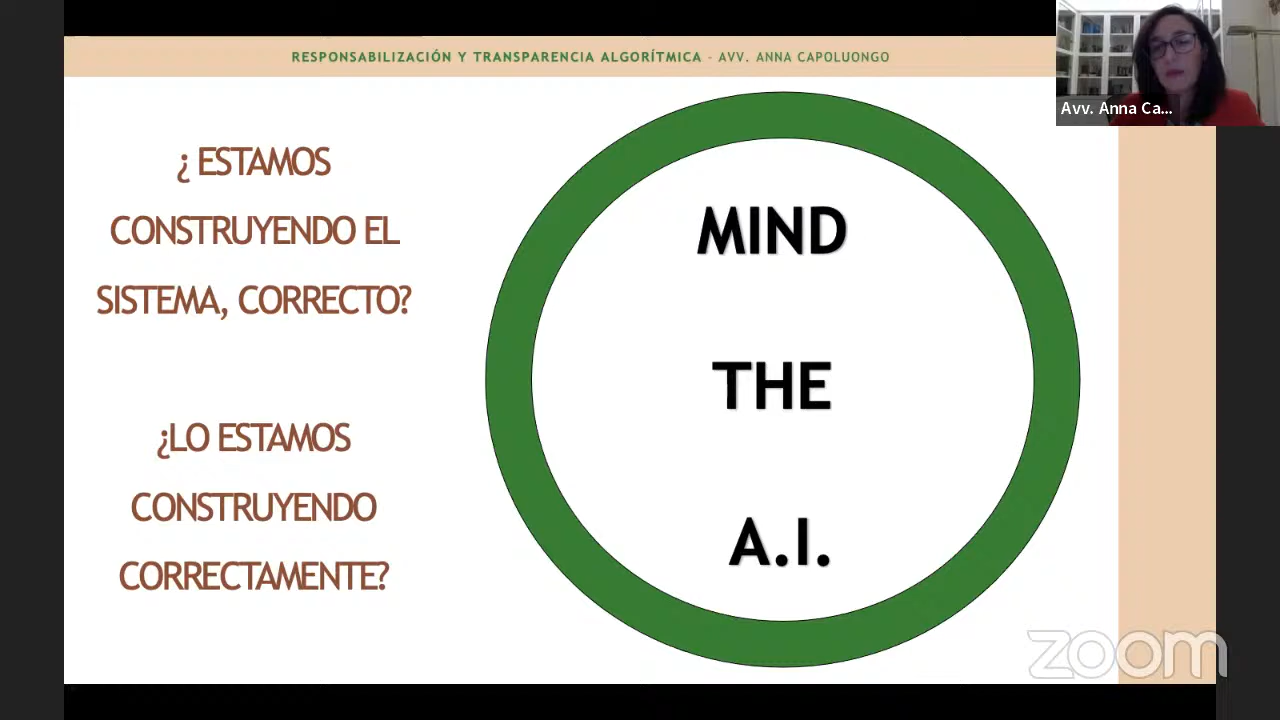 RESPONSABILIZACIÓN Y TRANSPARENCIA ALGORÍTMICA - AVV. ANNA CAPOLUONGO
Avv. Anna Ca...
¿ ESTAMOS
CONSTRUYENDO EL
SISTEMA, CORRECTO?
¿LO ESTAMOS
CONSTRUYENDO
CORRECTAMENTE?
MIND
THE
A.I.
zoom